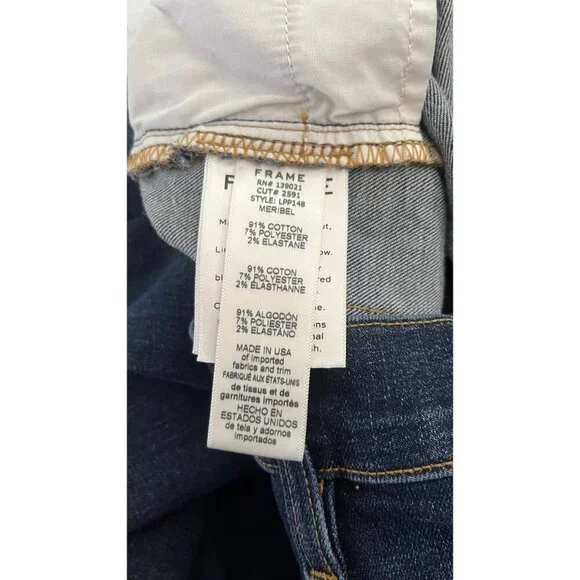 FRAME
RN# 139021
CUT# 2591
STYLE: LPP148
MERIBEL
91% COTTON
7% POLYESTER
2% ELASTANE
91% COTON
7% POLYESTER
2% ÉLASTHANNE
91% ALGODÓN
7% POLIESTER
2% ELASTANO
MADE IN USA
of imported
fabrics and trim
FABRIQUÉ AUX ÉTATS-UNIS
de tissus et de
garnitures importés
HECHO EN
ESTADOS UNIDOS
de tela y adornos
importados